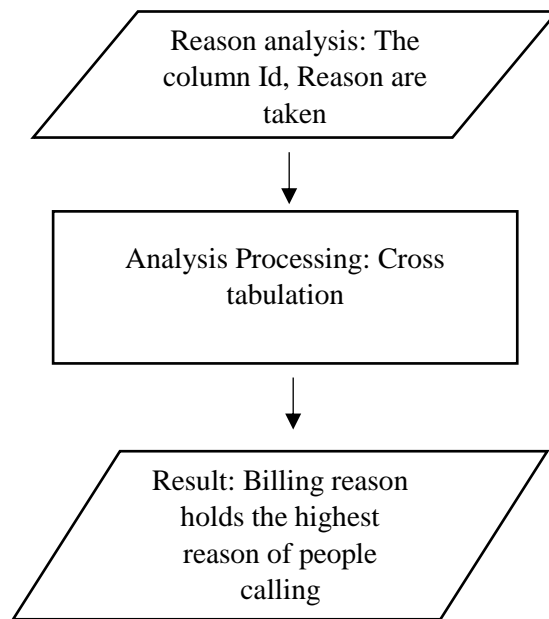 Reason analysis: The
column Id, Reason are
taken
Analysis Processing: Cross
tabulation
Result: Billing reason
holds the highest
reason of people
calling